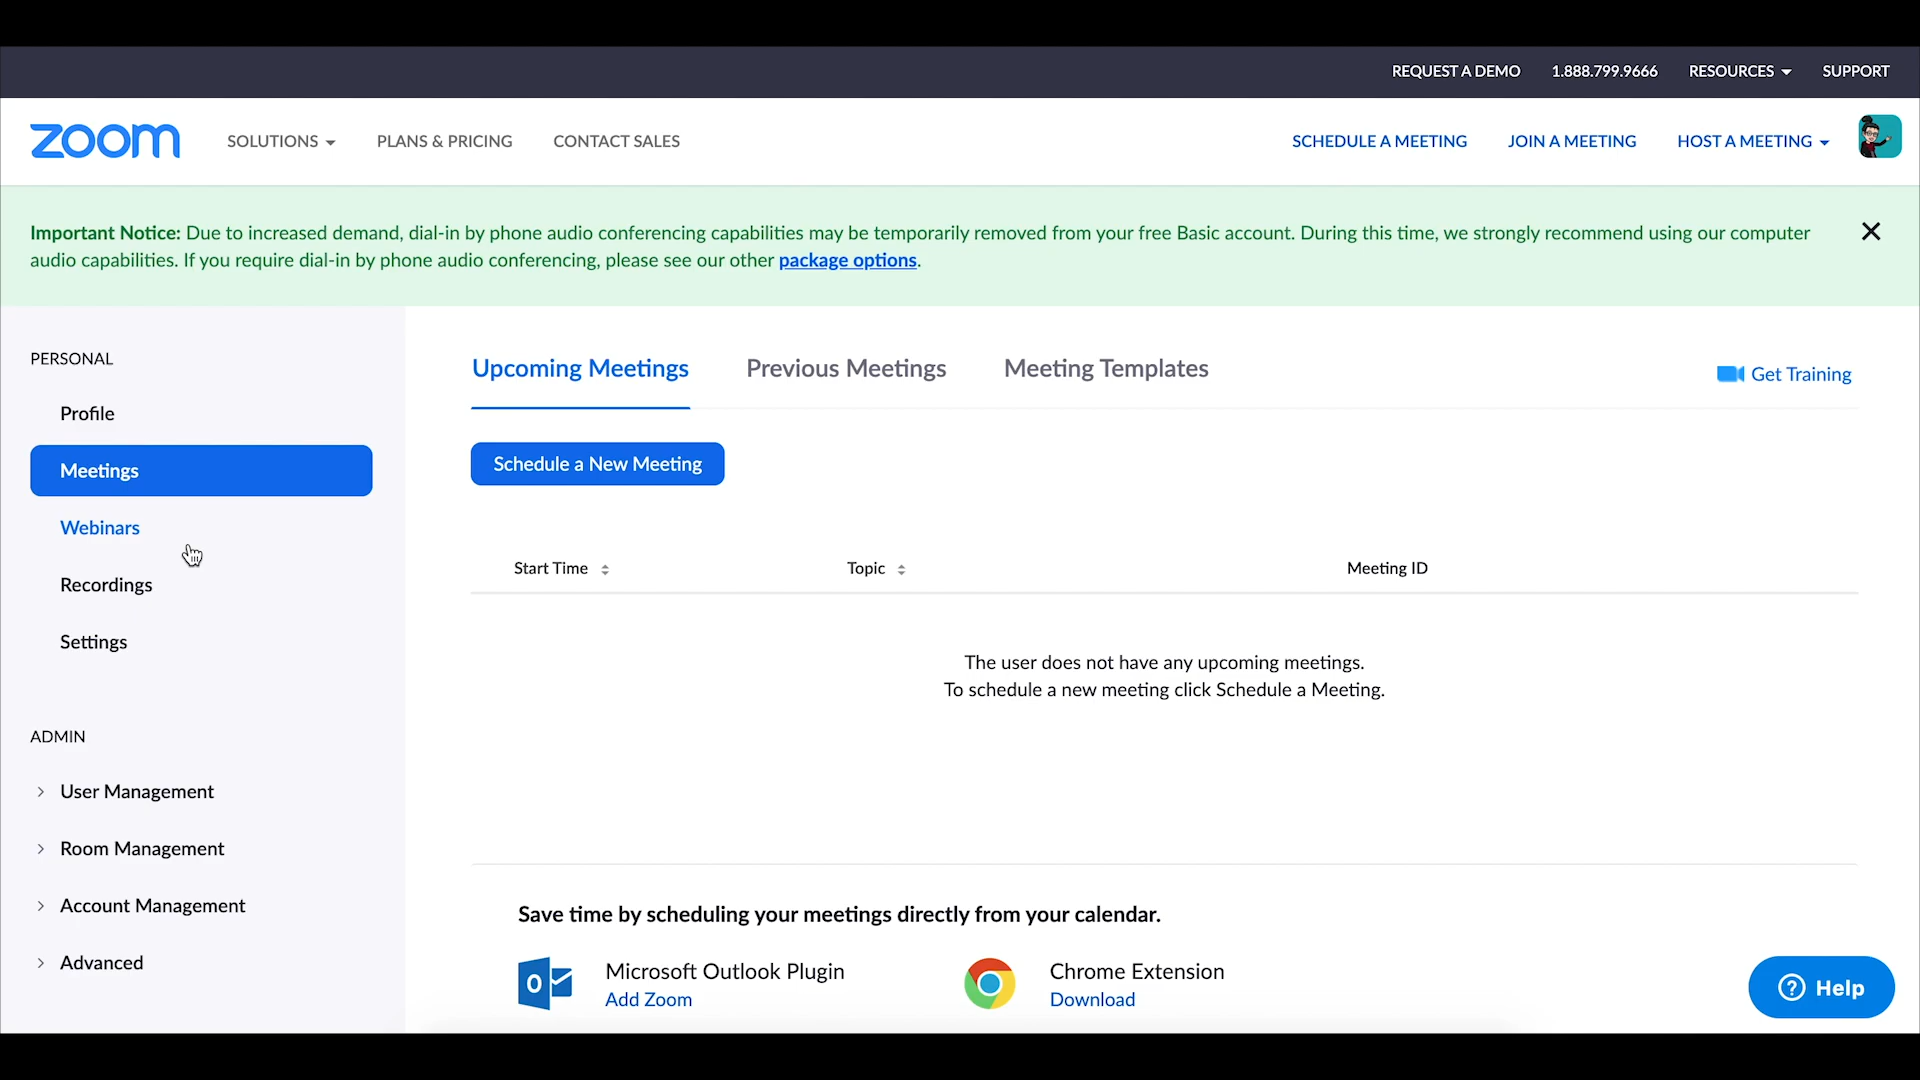 REQUEST A DEMO 1.888.799.9666 RESOURCES SUPPORT
zoom SOLUTIONS PLANS & PRICING CONTACT SALES SCHEDULE A MEETING JOIN A MEETING HOST A MEETING
Important Notice: Due to increased demand, dial-in by phone audio conferencing capabilities may be temporarily removed from your free Basic account. During this time, we strongly recommend using our computer
audio capabilities. If you require dial-in by phone audio conferencing, please see our other package options.
PERSONAL
Profile
Meetings
Webinars
Recordings
Settings
ADMIN
User Management
Room Management
Account Management
Advanced
Upcoming Meetings Previous Meetings Meeting Templates Get Training
Schedule a New Meeting
Start Time Topic Meeting ID
The user does not have any upcoming meetings.
To schedule a new meeting click Schedule a Meeting.
Save time by scheduling your meetings directly from your calendar.
Microsoft Outlook Plugin
Add Zoom
Chrome Extension
Download
Help